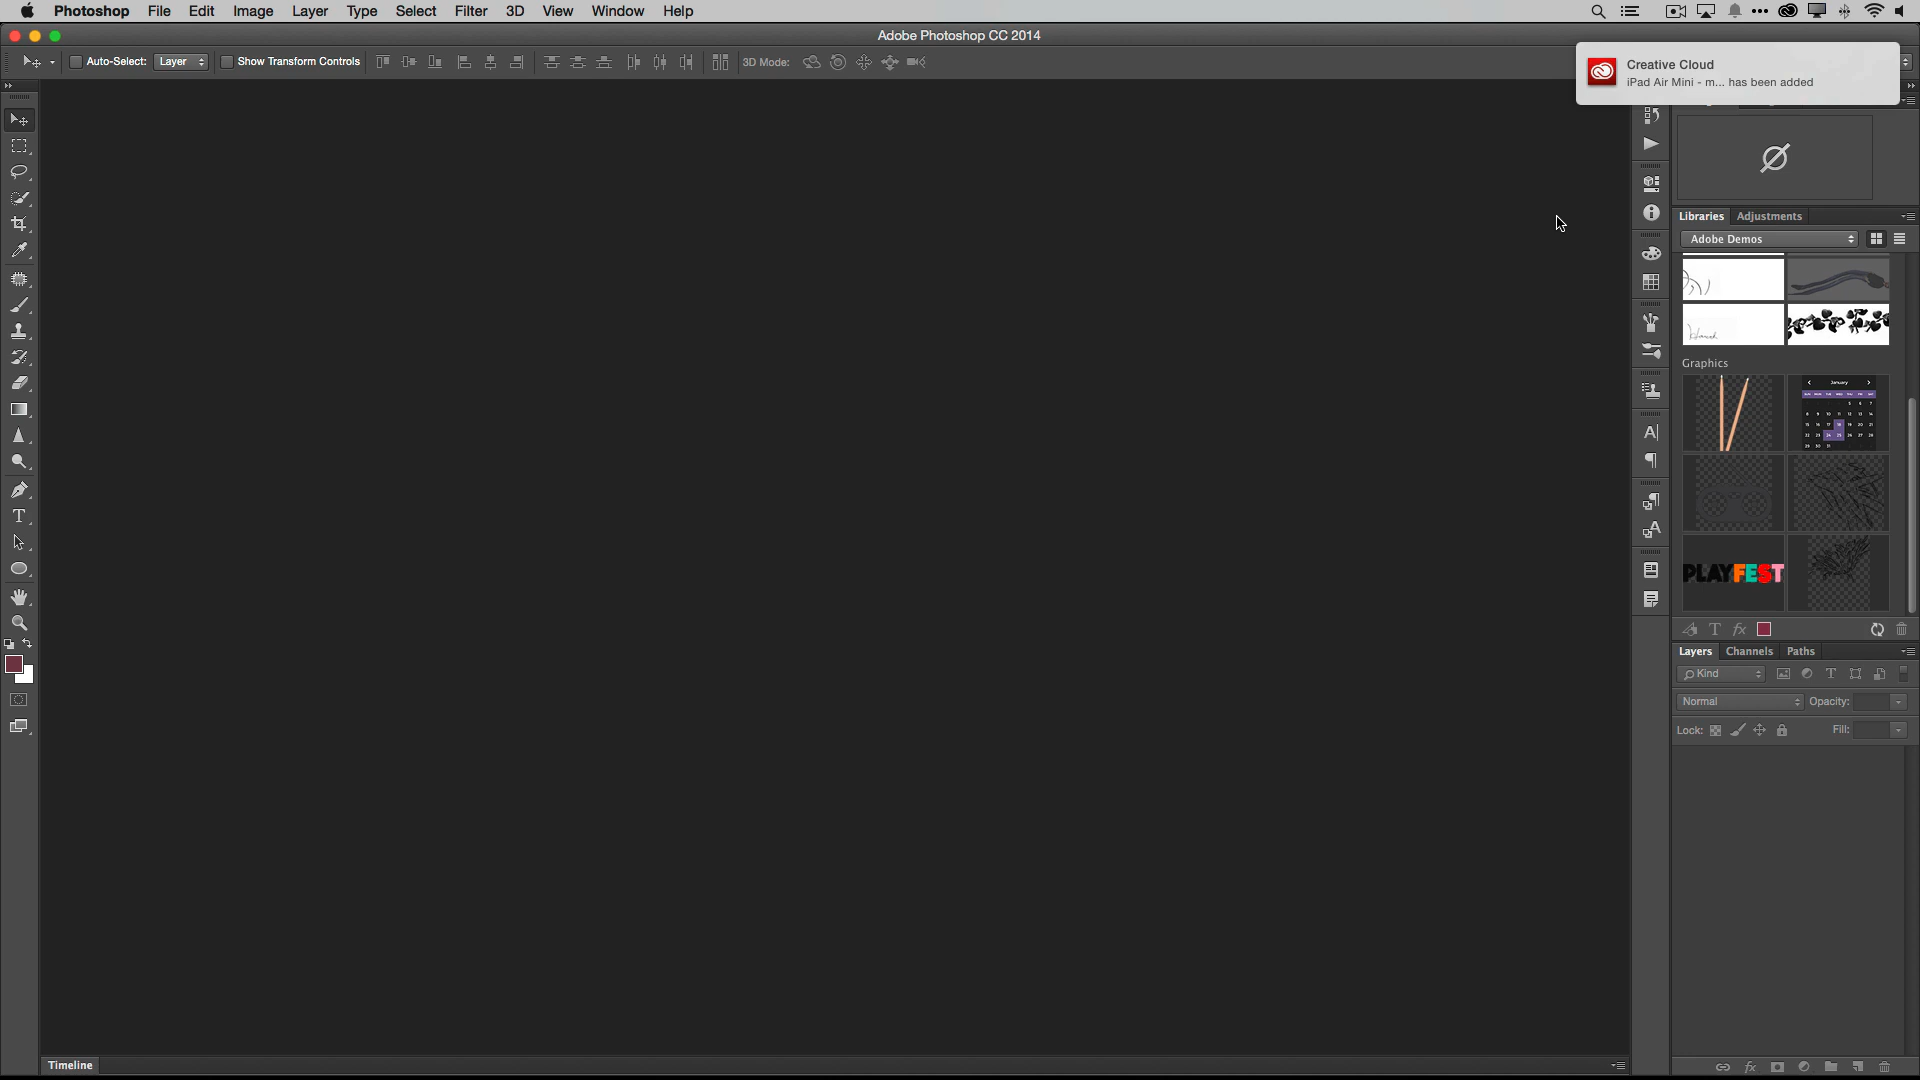 Photoshop File Edit Image Layer Type Select Filter 3D View Window Help
Adobe Photoshop CC 2014
Auto-Select: Layer Show Transform Controls 3D Mode:
Creative Cloud
iPad Air Mini - m... has been added
Libraries Adjustments
Adobe Demos
Graphics
January
PLAYFEST
Layers Channels Paths
Kind
Normal Opacity:
Lock: Fill:
Timeline